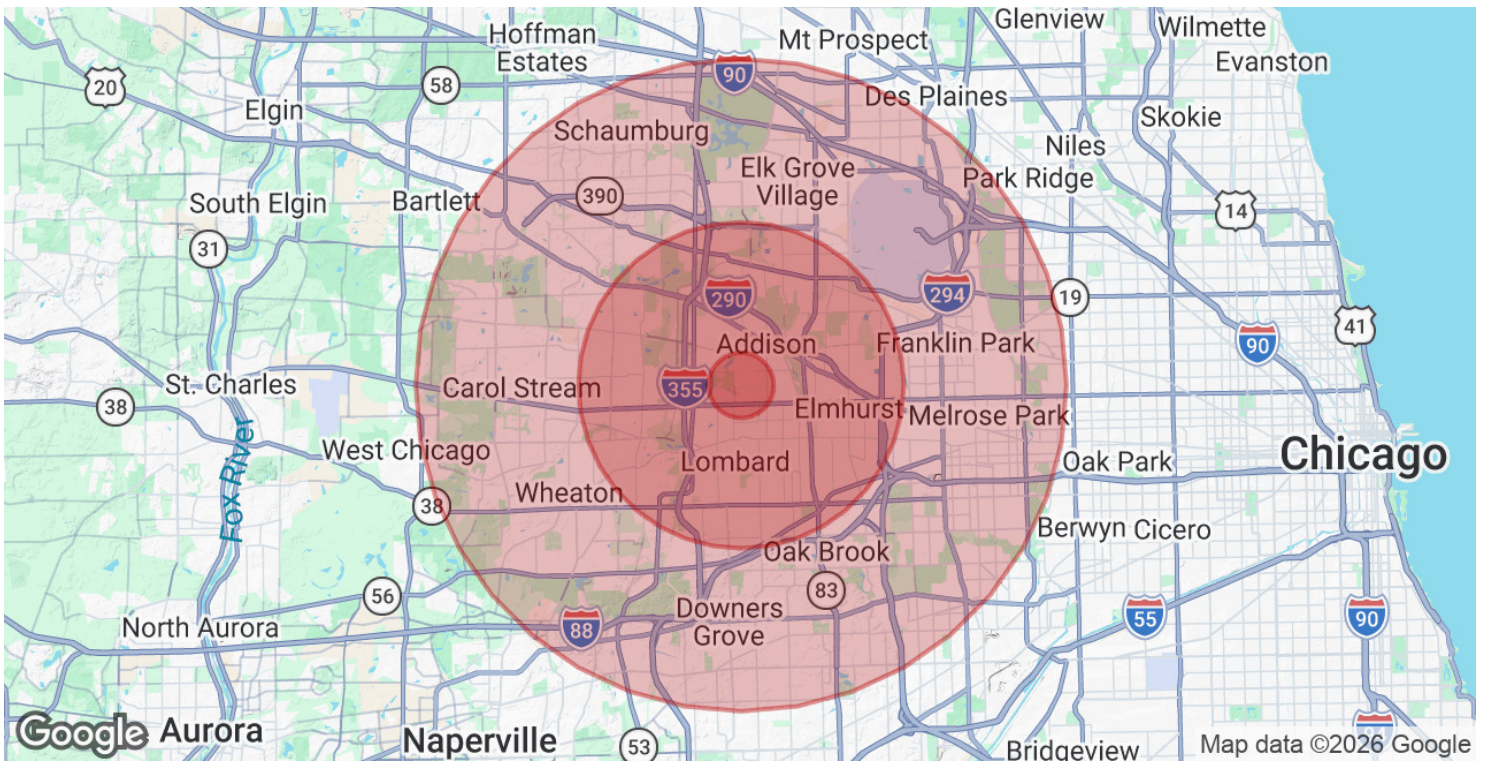 Glenview
Wilmette
Hoffman
Estates
Mt Prospect
Evanston
90
20
58
Des Plaines
Elgin
Skokie
Schaumburg
Niles
Elk Grove
Village
Park Ridge
390
South Elgin
Bartlett
14
31
290
294
19
41
Addison
Franklin Park
90
St. Charles
Carol Stream
355
38
Elmhurst
Melrose Park
West Chicago
Lombard
Oak Park
Chicago
Fox River
Wheaton
38
Berwyn
Cicero
Oak Brook
56
83
Downers
Grove
55
90
North Aurora
88
Google
Aurora
Naperville
53
Bridgeview
Map data ©2026 Google